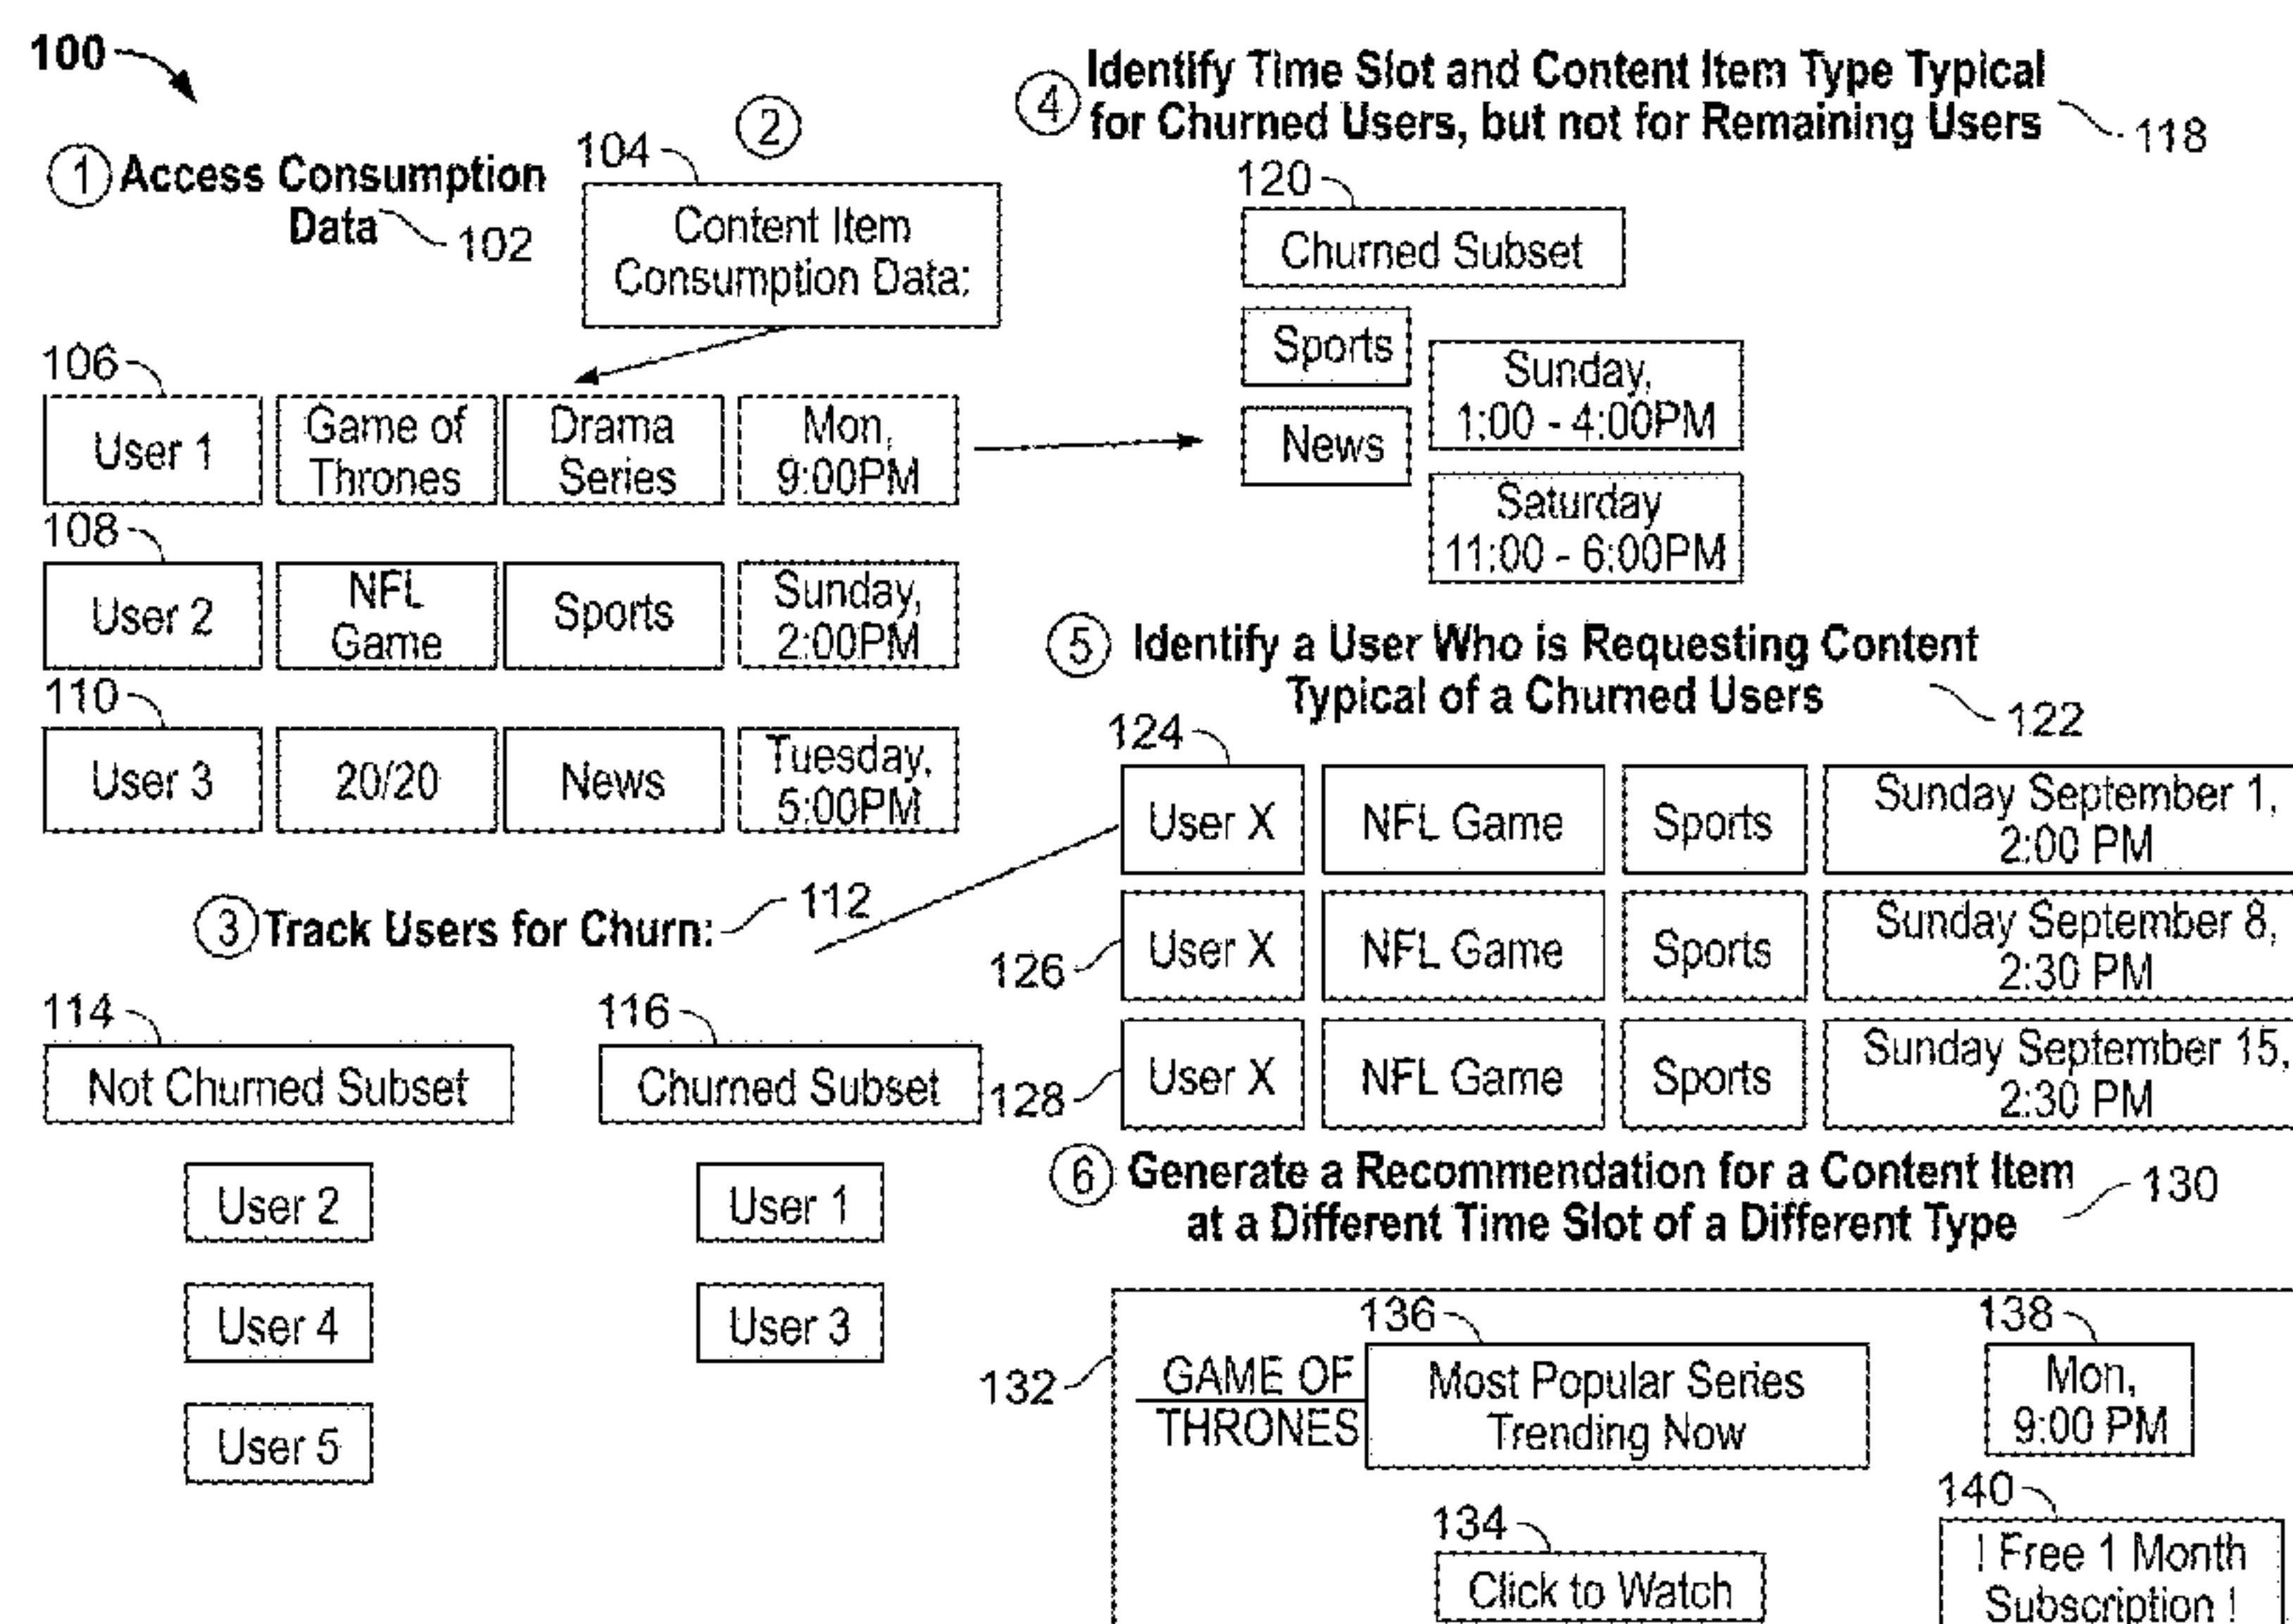 100
① Access Consumption
Data 102
②
104
Content Item
Consumption Data:
106
User 1 Game of Thrones Drama Series Mon, 9:00PM
108
User 2 NFL Game Sports Sunday, 2:00PM
110
User 3 20/20 News Tuesday, 5:00PM
③ Track Users for Churn: 112
114
Not Churned Subset
User 2
User 4
User 5
116
Churned Subset
User 1
User 3
④ Identify Time Slot and Content Item Type Typical
for Churned Users, but not for Remaining Users 118
120
Churned Subset
Sports
News
Sunday,
1:00 - 4:00PM
Saturday
11:00 - 6:00PM
⑤ Identify a User Who is Requesting Content
Typical of a Churned Users 122
124
User X NFL Game Sports Sunday September 1, 2:00 PM
126
User X NFL Game Sports Sunday September 8, 2:30 PM
128
User X NFL Game Sports Sunday September 15, 2:30 PM
⑥ Generate a Recommendation for a Content Item
at a Different Time Slot of a Different Type 130
132
GAME OF
THRONES
136
Most Popular Series
Trending Now
138
Mon,
9:00 PM
134
Click to Watch
140
! Free 1 Month
Subscription !